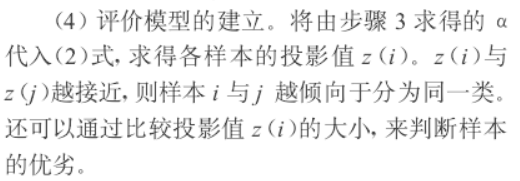 (4) 评价模型的建立。将由步骤 3 求得的 α
代入(2)式, 求得各样本的投影值 z(i)。z(i)与
z(j)越接近, 则样本 i 与 j 越倾向于分为同一类。
还可以通过比较投影值 z(i)的大小, 来判断样本
的优劣。